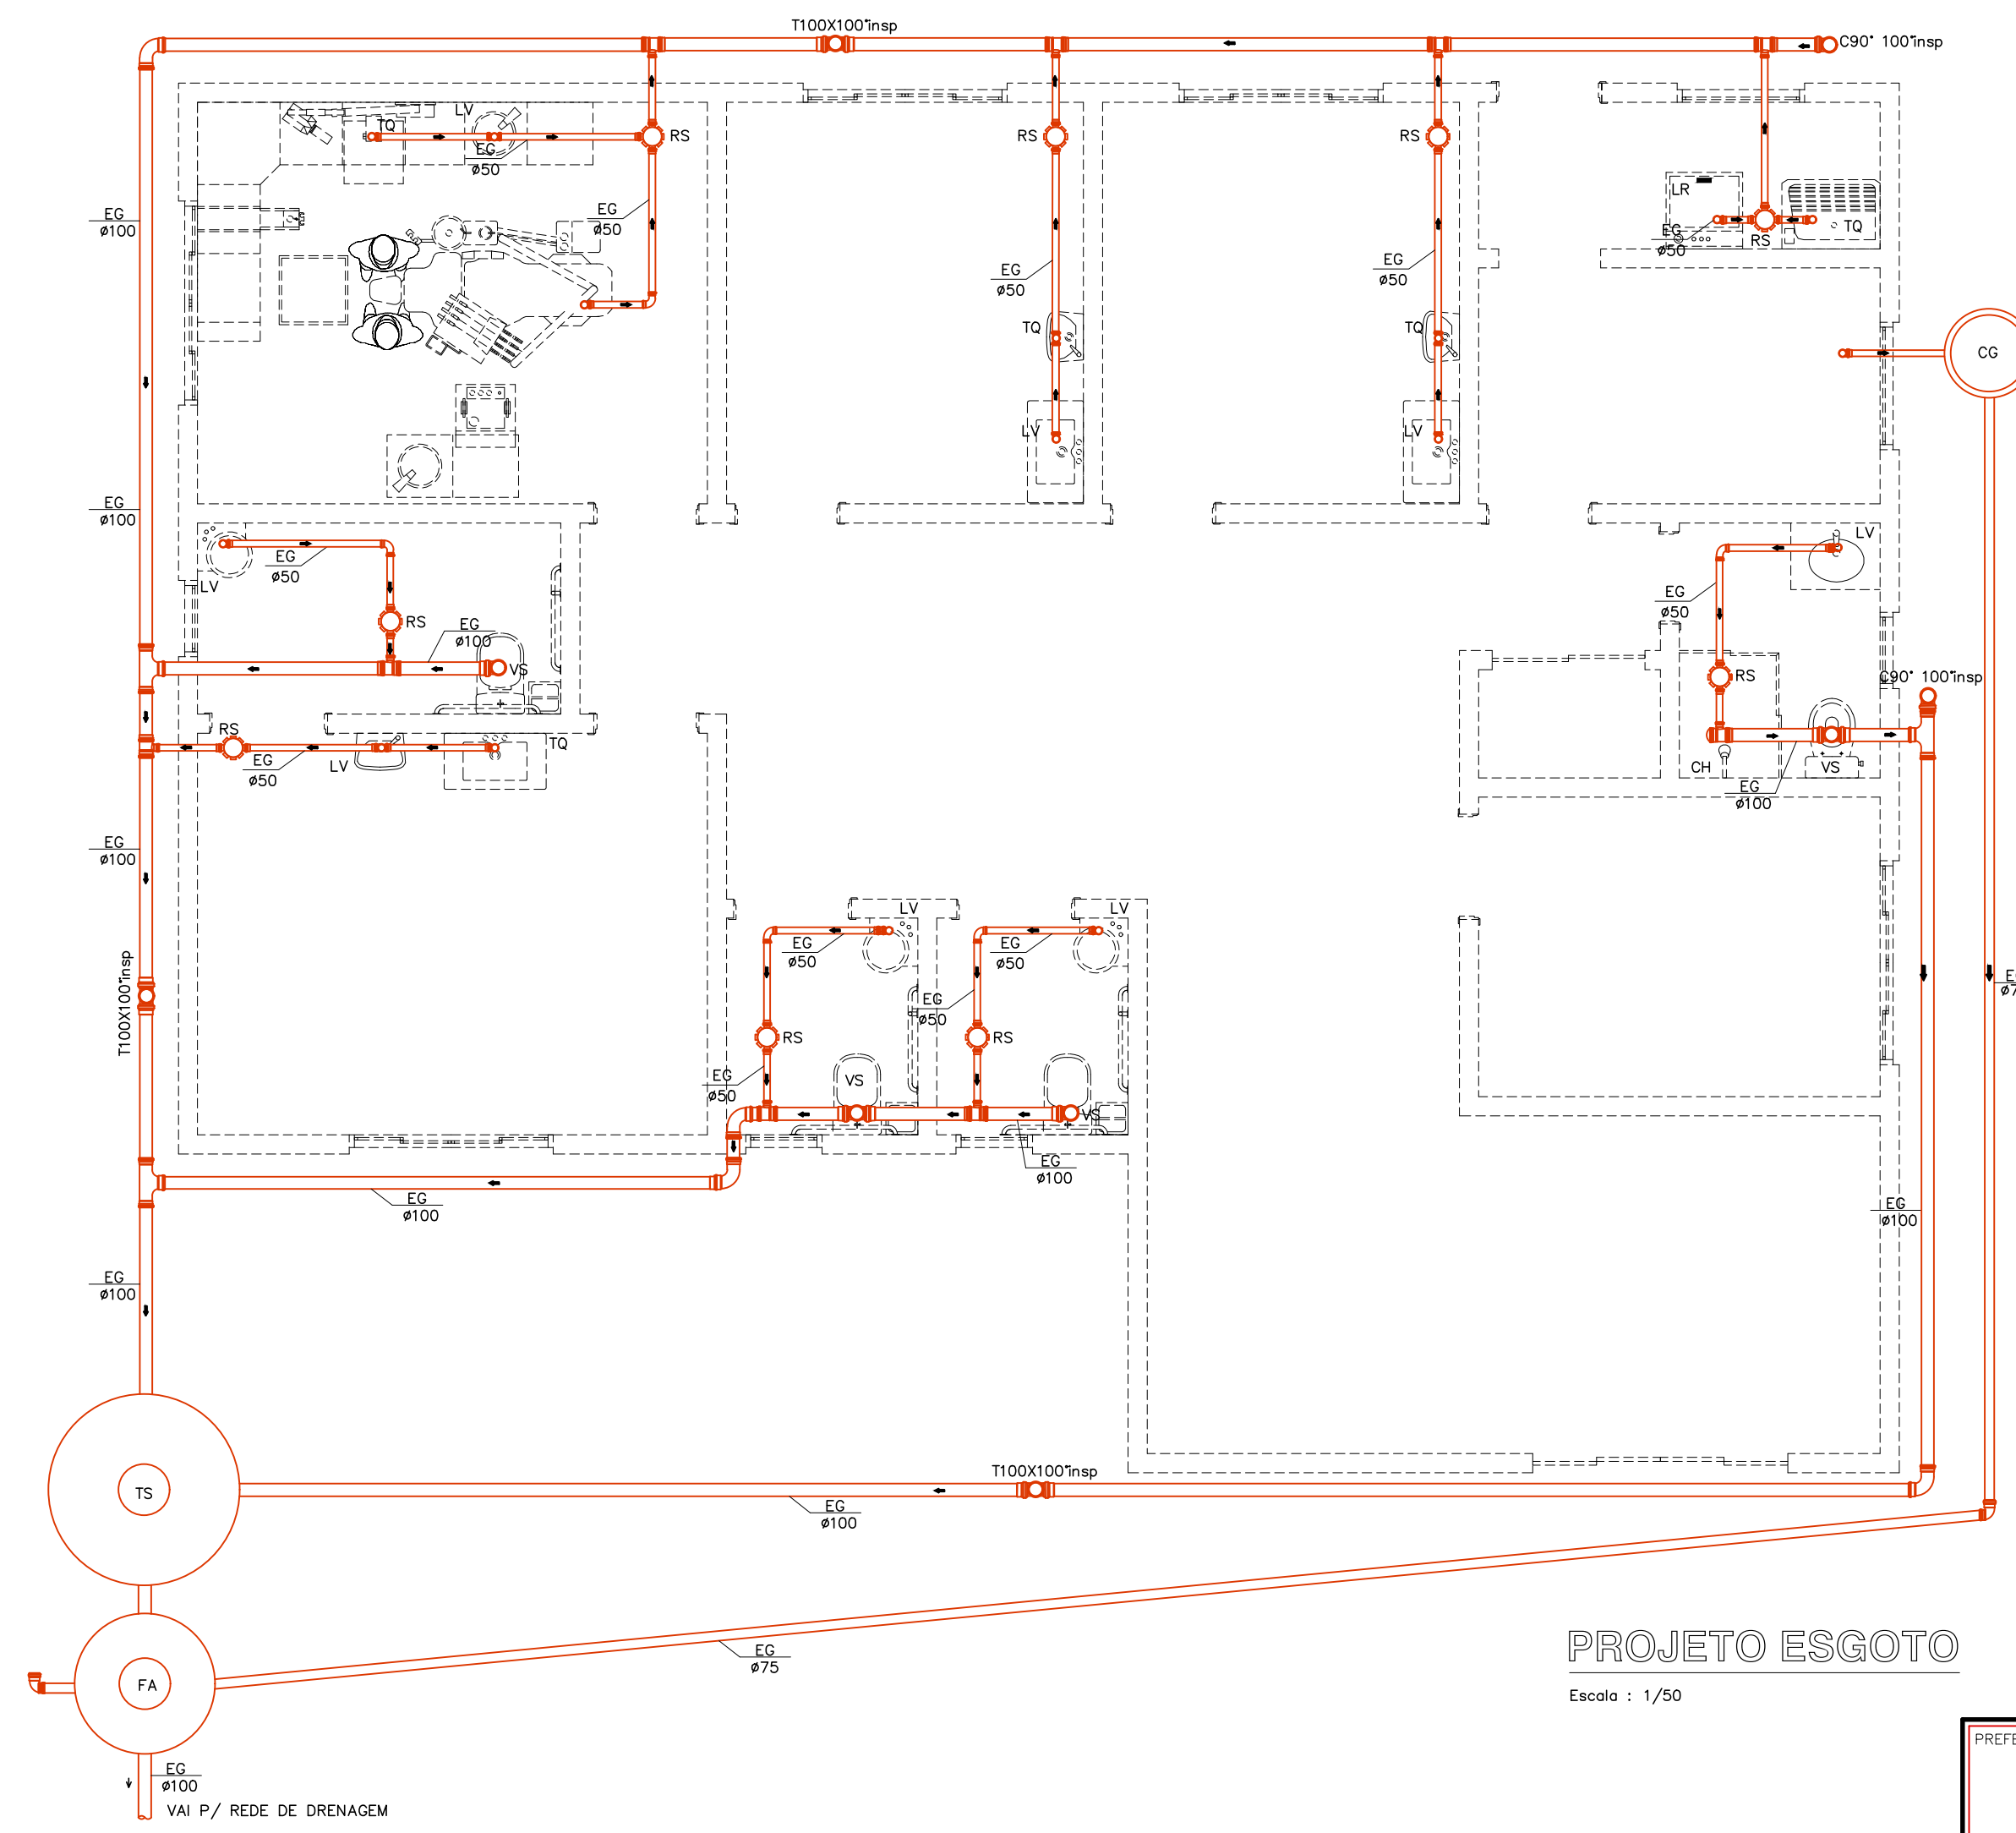 T100X100°insp
C90° 100°insp
LV
TQ
RS
RS
RS
EG
ø50
EG
ø100
EG
ø50
LR
TQ
EG
ø50
RS
EG
ø50
EG
ø50
TQ
TQ
CG
LV
LV
EG
ø100
LV
EG
ø50
LV
EG
ø50
RS
EG
ø100
VS
RS
C90° 100°insp
RS
EG
ø50
LV
TQ
CH
VS
EG
ø100
EG
ø100
LV
LV
EG
ø50
EG
ø50
T100X100°insp
EG
ø50
RS
RS
EG
ø50
VS
VS
EG
ø100
EG
ø100
EG
ø100
EG
ø100
T100X100°insp
TS
EG
ø100
EG
ø75
FA
PROJETO ESGOTO
Escala : 1/50
EG
ø100
VAI P/ REDE DE DRENAGEM